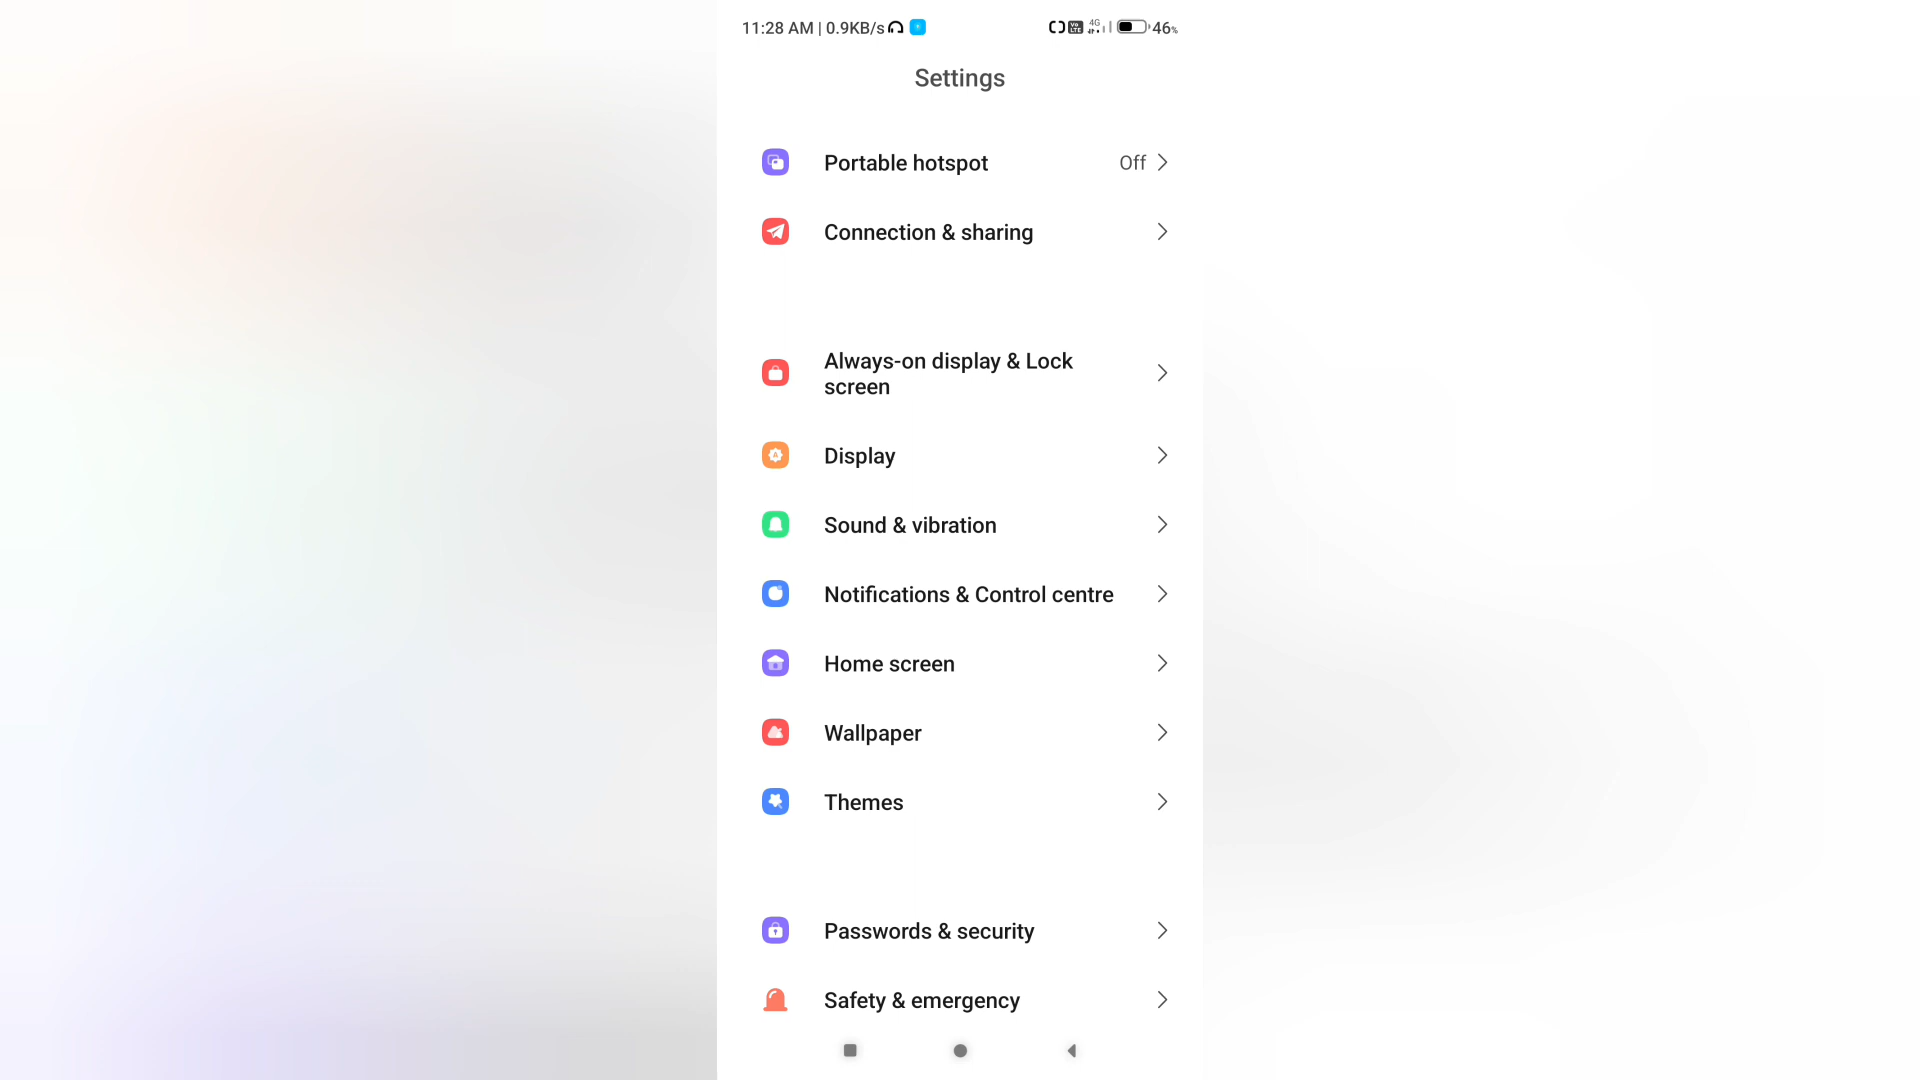 11:28 AM | 0.9KB/s 4G 46%
Settings
Portable hotspot Off
Connection & sharing
Always-on display & Lock
screen
Display
Sound & vibration
Notifications & Control centre
Home screen
Wallpaper
Themes
Passwords & security
Safety & emergency